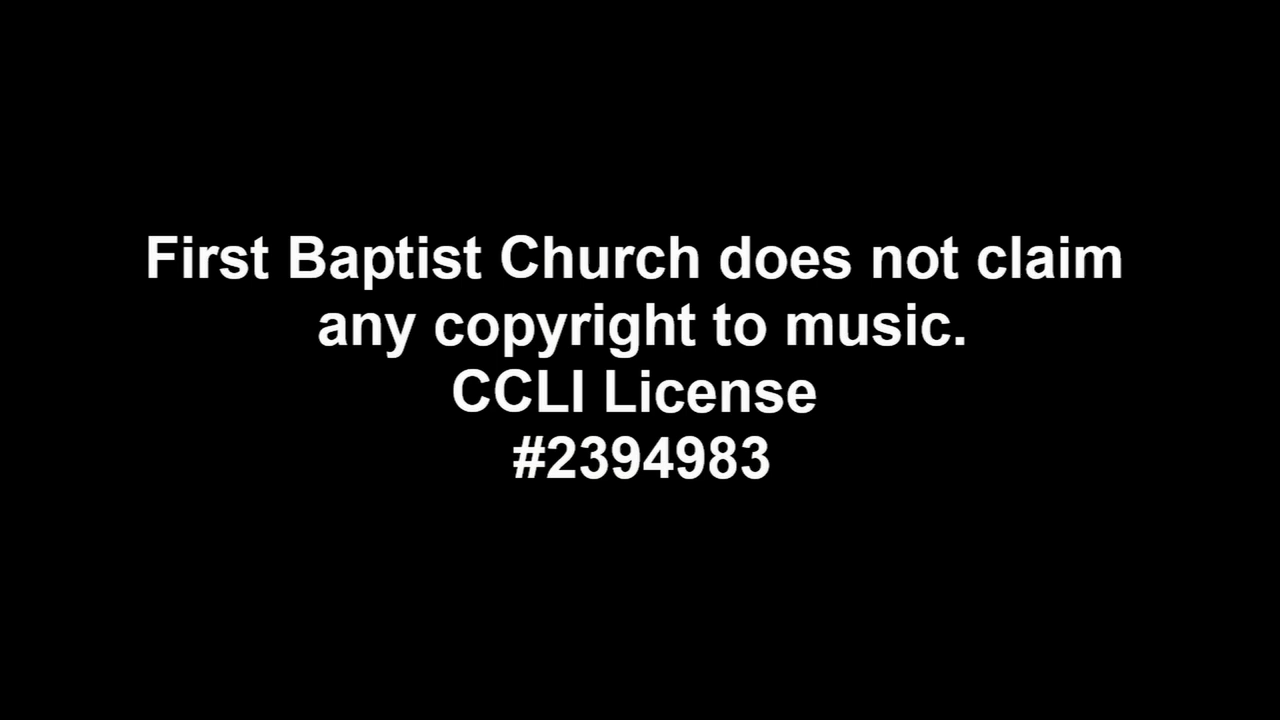 First Baptist Church does not claim
any copyright to music.
CCLI License
#2394983